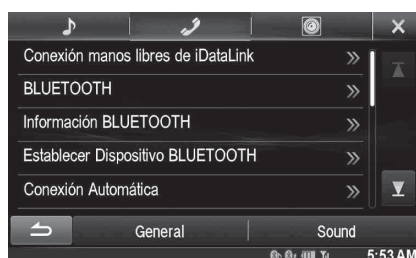 Conexión manos libres de iDataLink
BLUETOOTH
Información BLUETOOTH
Establecer Dispositivo BLUETOOTH
Conexión Automática
General Sound
5:53 AM